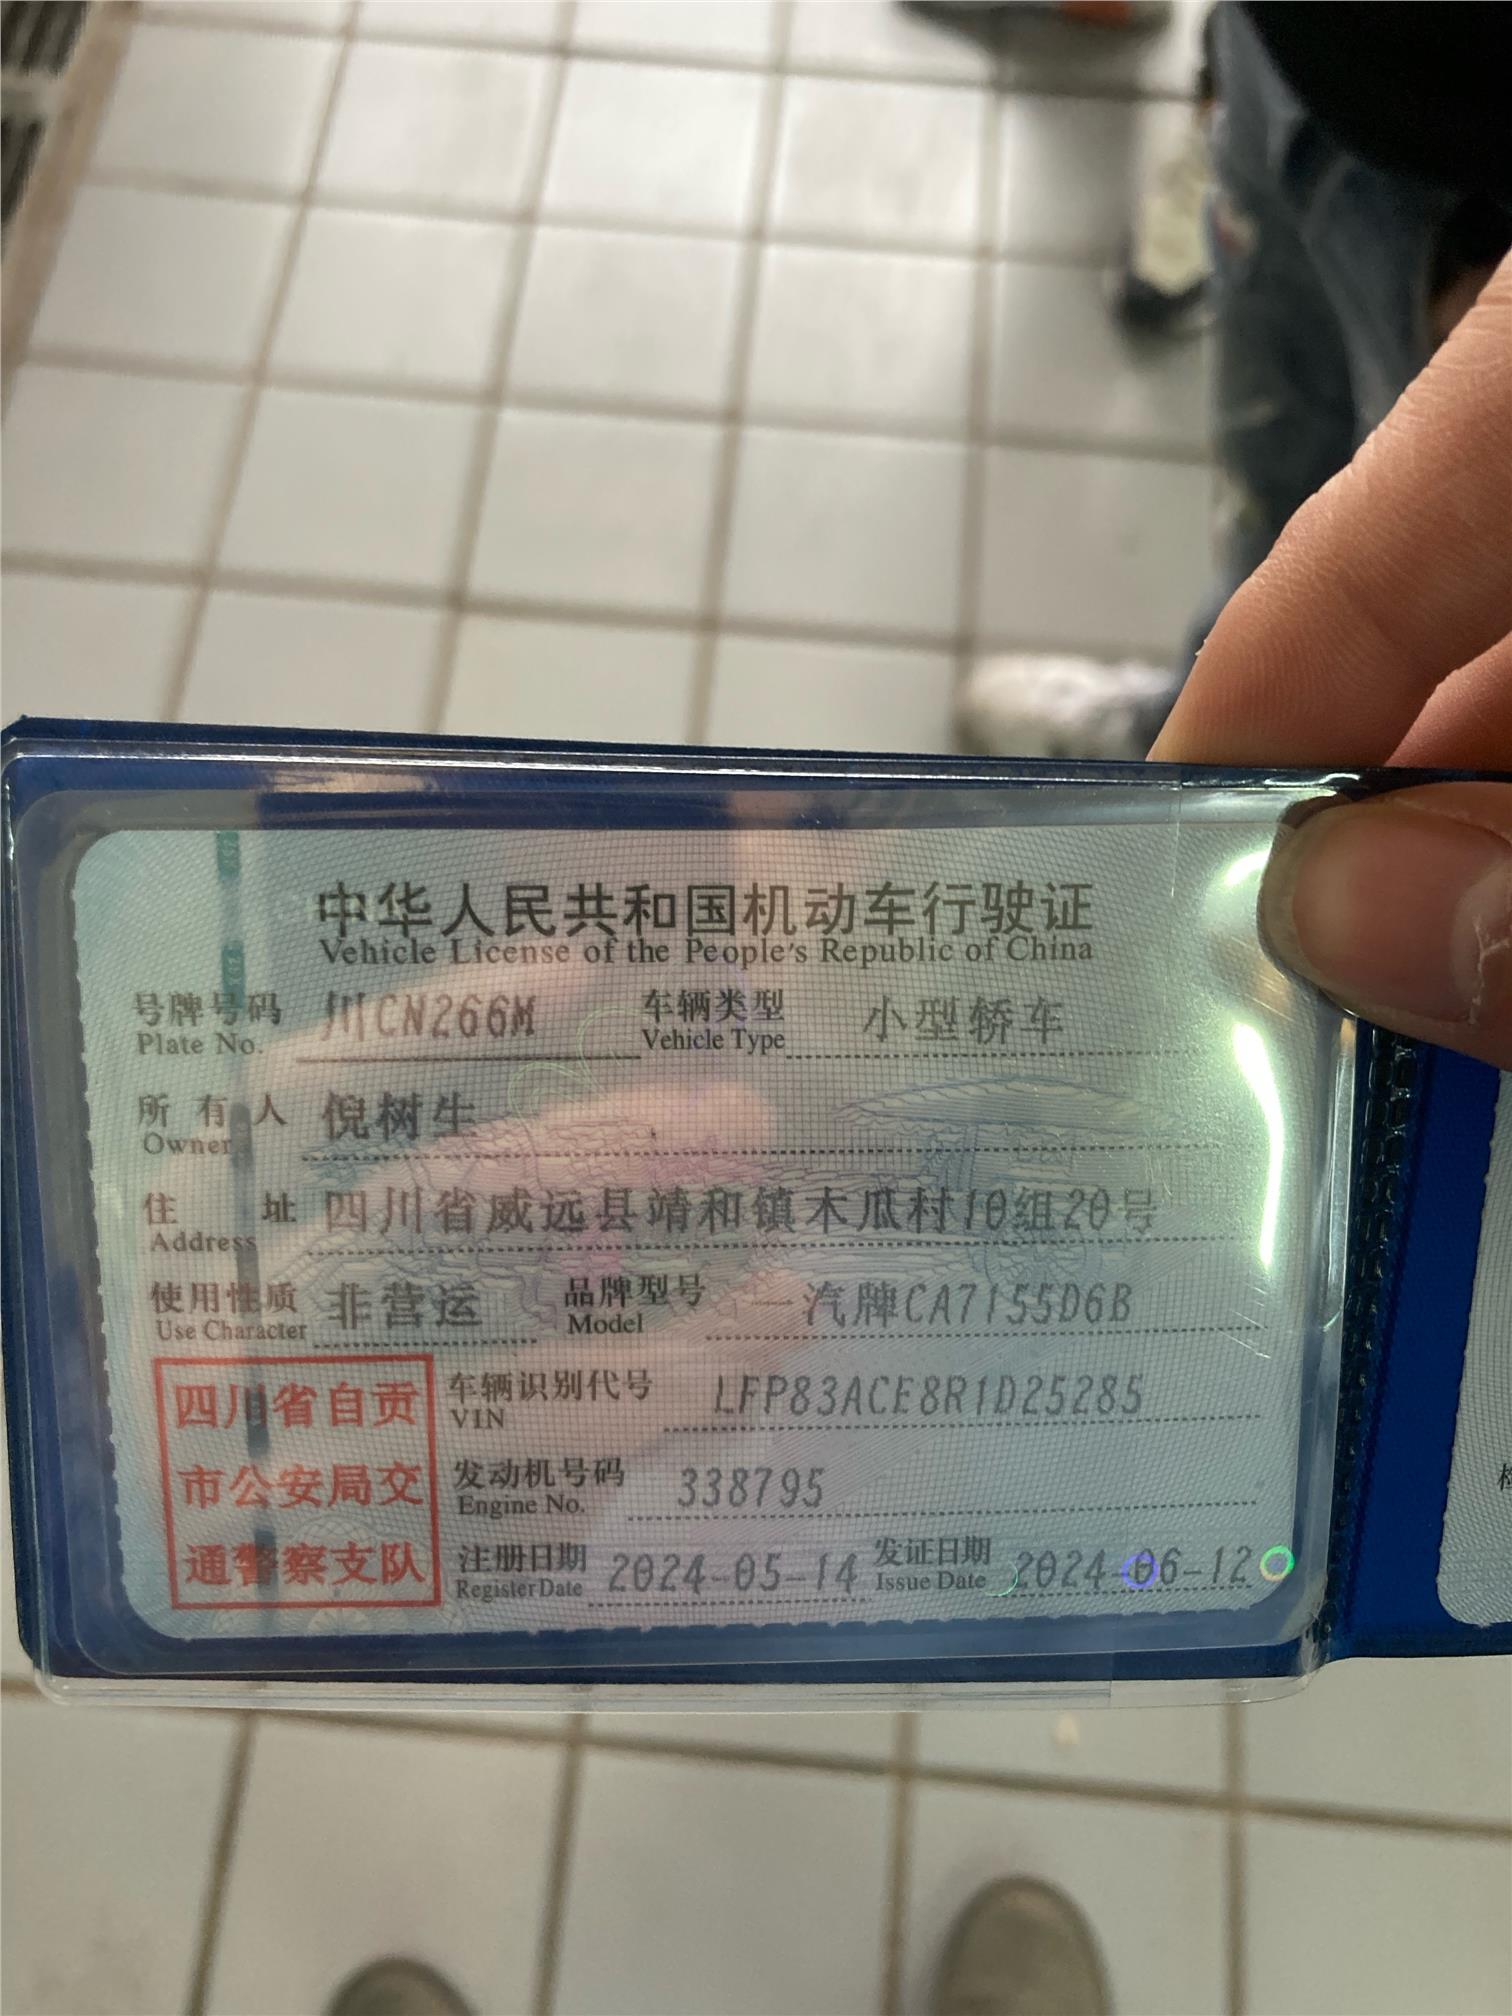 中华人民共和国机动车行驶证
Vehicle License of the People's Republic of China
号牌号码 川CN266M 车辆类型 小型轿车
Plate No. Vehicle Type
所有人 倪树生
Owner
住址 四川省威远县靖和镇木瓜村10组20号
Address
使用性质 非营运 品牌型号 一汽牌CA7155D6B
Use Character Model
四川省自贡
市公安局交
通警察支队
车辆识别代号 LFP83ACE8R1D25285
VIN
发动机号码 338795
Engine No.
注册日期 2024-05-14 发证日期 2024-06-12
Register Date Issue Date